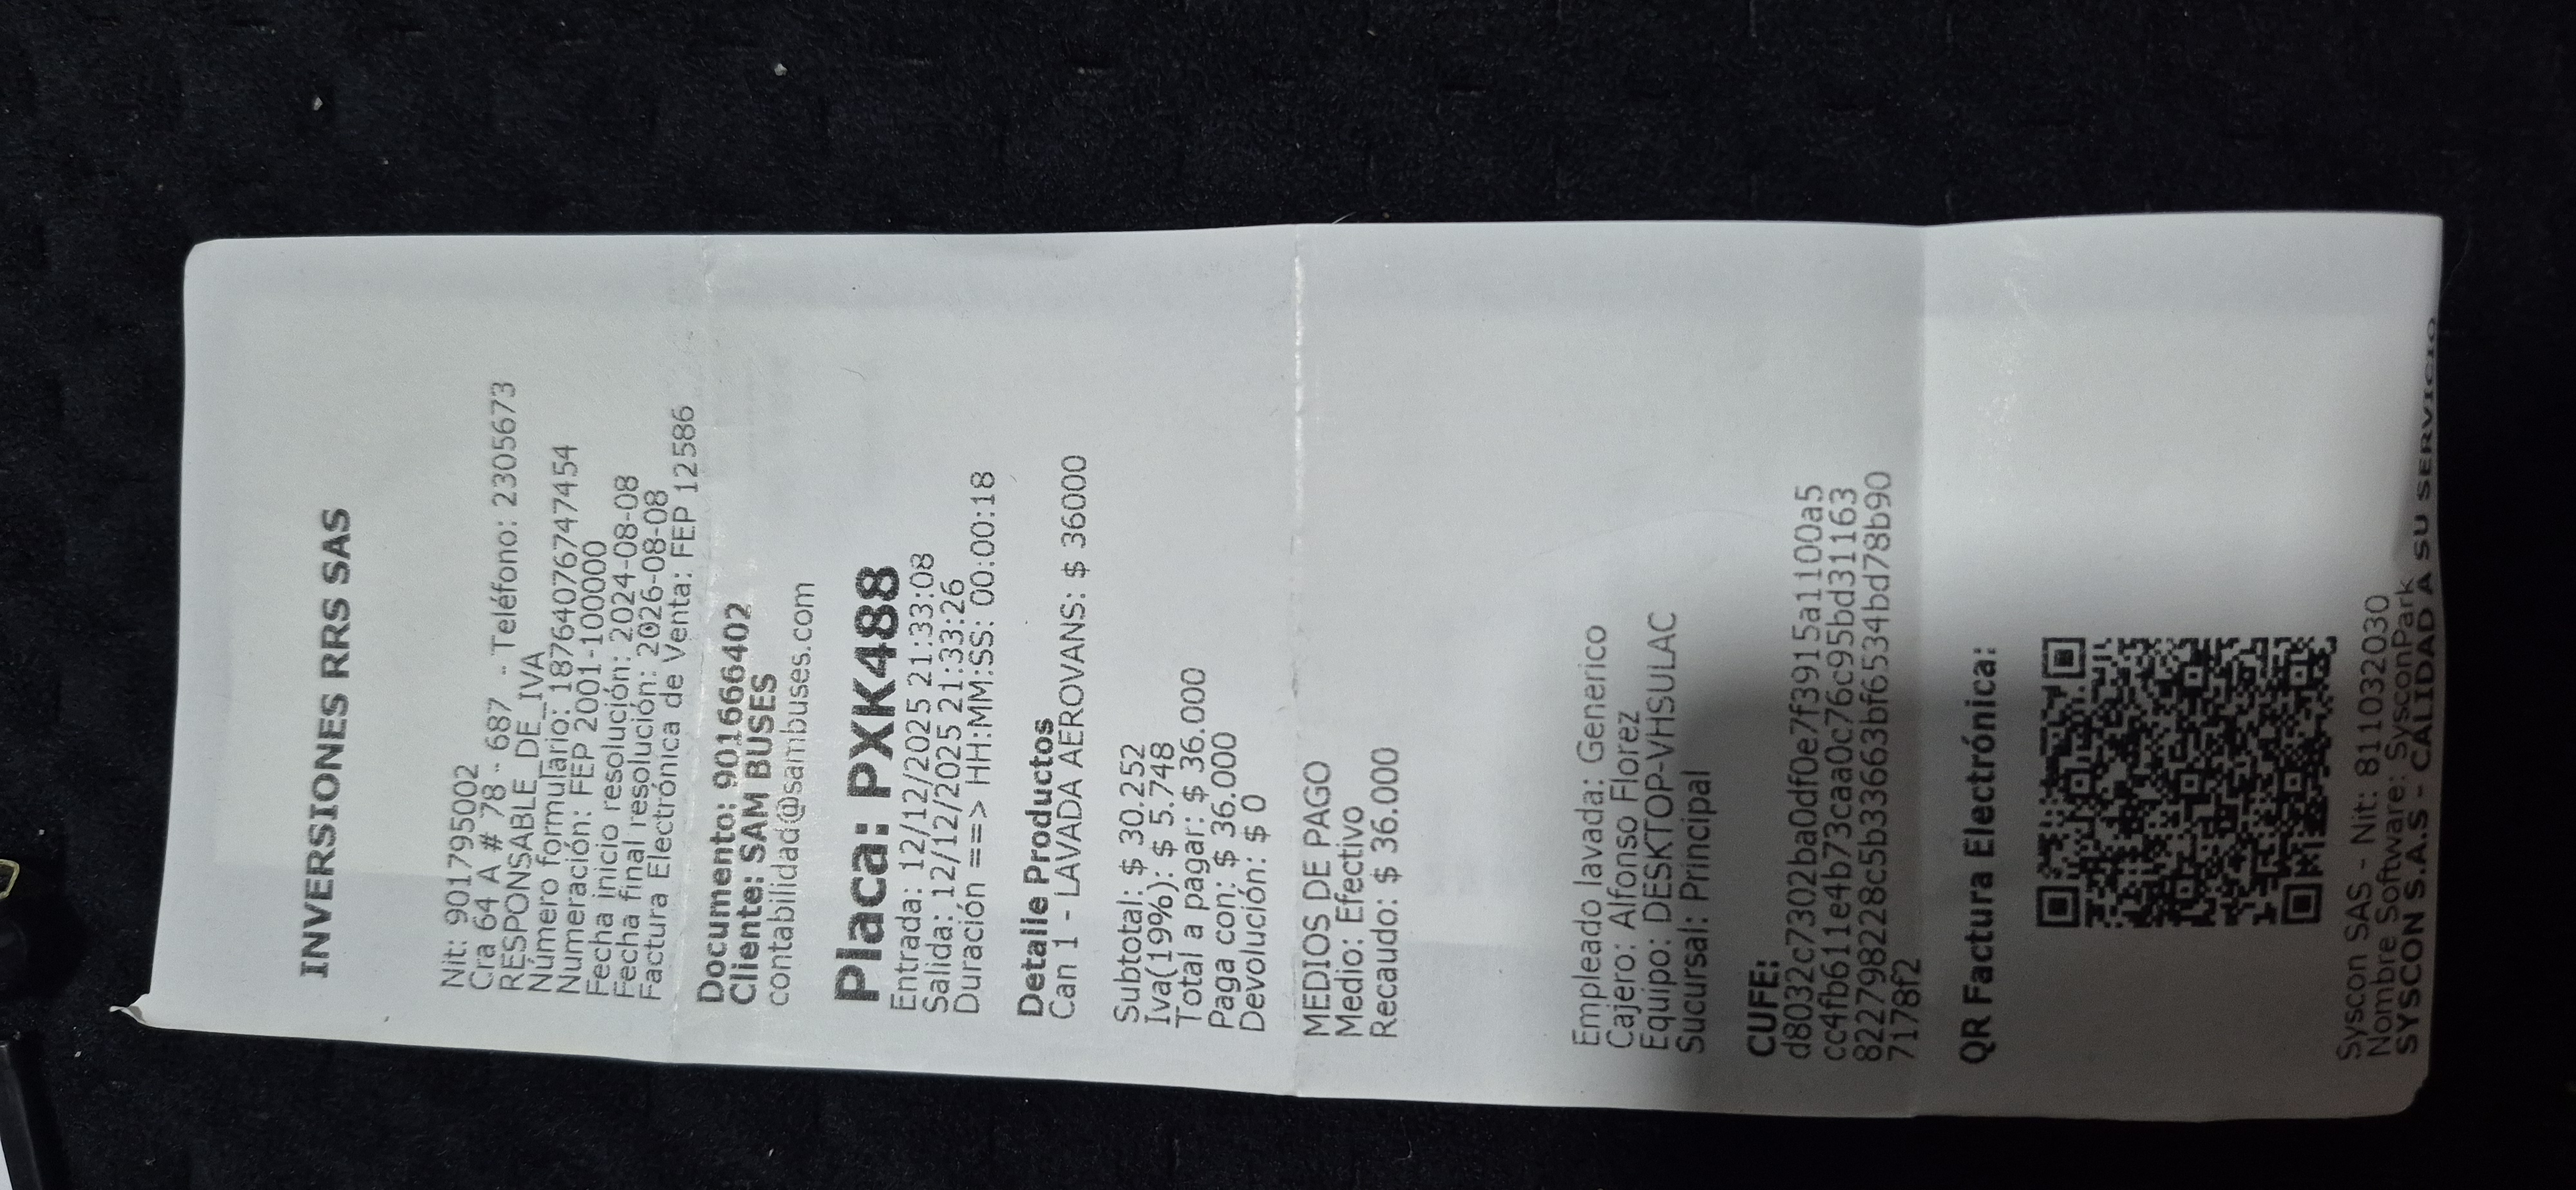 INVERSIONES RRS SAS
Nit: 901795002
Cra 64 A # 78 - 687 - Teléfono: 2305673
RESPONSABLE_DE_IVA
Número formulario: 18764076747454
Numeración: FEP 2001-100000
Fecha inicio resolución: 2024-08-08
Fecha final resolución: 2026-08-08
Factura Electrónica de Venta: FEP 12586
Documento: 901666402
Cliente: SAM BUSES
contabilidad@sambuses.com
Placa: PXK488
Entrada: 12/12/2025 21:33:08
Salida: 12/12/2025 21:33:26
Duración ==> HH:MM:SS: 00:00:18
Detalle Productos
Can 1 - LAVADA AEROVANS: $ 36000
Subtotal: $ 30.252
Iva(19%): $ 5.748
Total a pagar: $ 36.000
Paga con: $ 36.000
Devolución: $ 0
MEDIOS DE PAGO
Medio: Efectivo
Recaudo: $ 36.000
Empleado lavada: Generico
Cajero: Alfonso Florez
Equipo: DESKTOP-VHSULAC
Sucursal: Principal
CUFE:
d8032c7302ba0df0e7f3915a1100a5
cc4fb611e4b73caa0c76c95bd31163
82279822 8c5b33663bf6534bd78b90
7178f2
QR Factura Electrónica:
Syscon SAS - Nit: 811032030
Nombre Software: SysconPark
SYSCON S.A.S - CALIDAD A SU SERVICIO